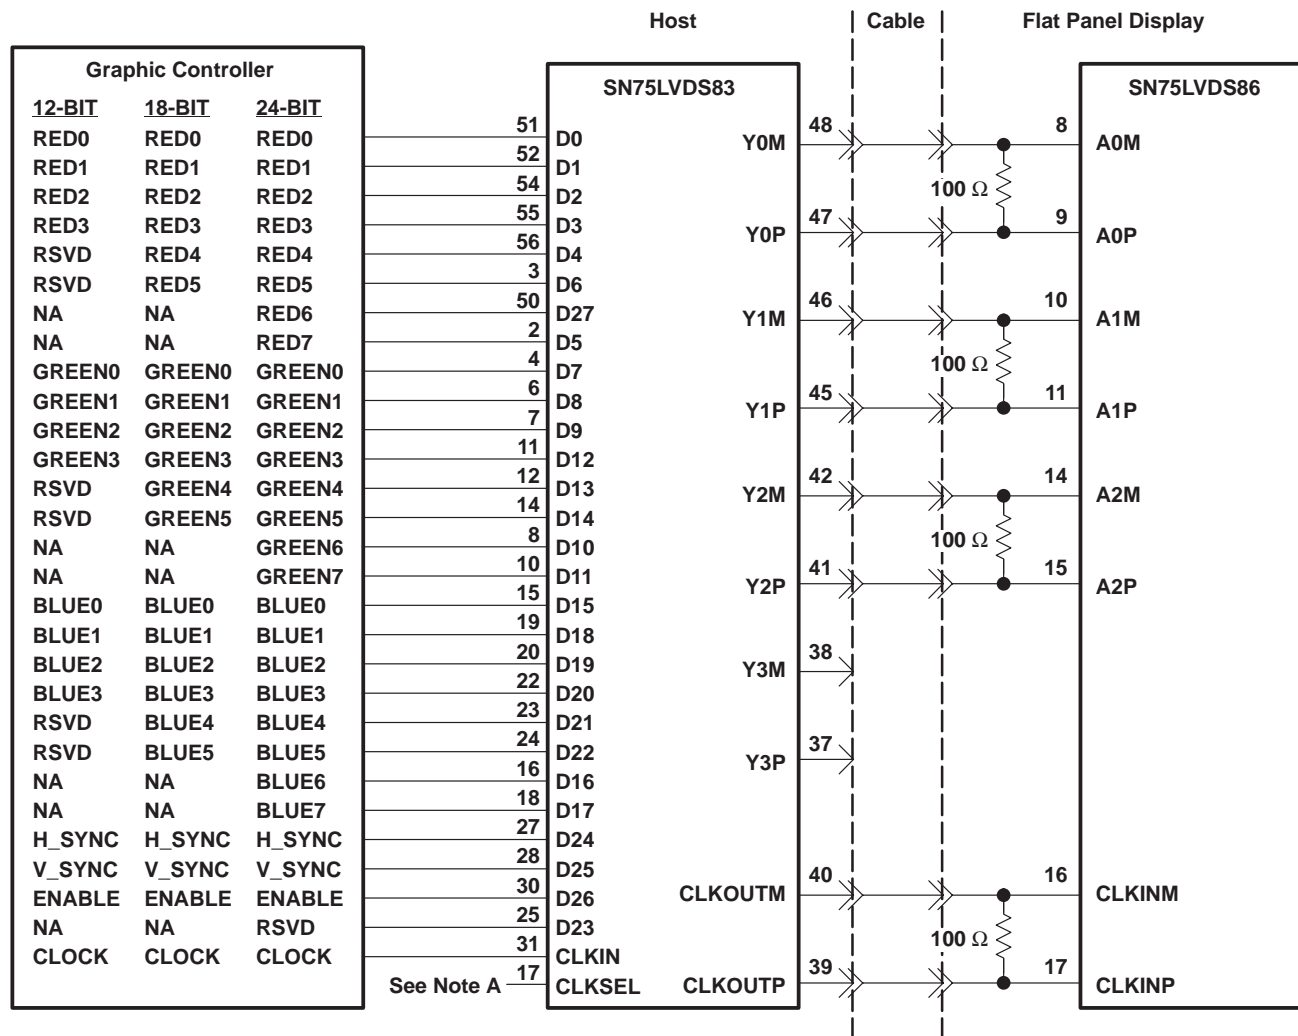 Host Cable Flat Panel Display
Graphic Controller
SN75LVDS83
SN75LVDS86
12-BIT 18-BIT 24-BIT
RED0 RED0 RED0 51 D0
RED1 RED1 RED1 52 D1
RED2 RED2 RED2 54 D2
RED3 RED3 RED3 55 D3
RSVD RED4 RED4 56 D4
RSVD RED5 RED5 3 D6
NA NA RED6 50 D27
NA NA RED7 2 D5
GREEN0 GREEN0 GREEN0 4 D7
GREEN1 GREEN1 GREEN1 6 D8
GREEN2 GREEN2 GREEN2 7 D9
GREEN3 GREEN3 GREEN3 11 D12
RSVD GREEN4 GREEN4 12 D13
RSVD GREEN5 GREEN5 14 D14
NA NA GREEN6 8 D10
NA NA GREEN7 10 D11
BLUE0 BLUE0 BLUE0 15 D15
BLUE1 BLUE1 BLUE1 19 D18
BLUE2 BLUE2 BLUE2 20 D19
BLUE3 BLUE3 BLUE3 22 D20
RSVD BLUE4 BLUE4 23 D21
RSVD BLUE5 BLUE5 24 D22
NA NA BLUE6 16 D16
NA NA BLUE7 18 D17
H_SYNC H_SYNC H_SYNC 27 D24
V_SYNC V_SYNC V_SYNC 28 D25
ENABLE ENABLE ENABLE 30 D26
NA NA RSVD 25 D23
CLOCK CLOCK CLOCK 31 CLKIN
See Note A 17 CLKSEL
Y0M 48 8 A0M
100 Ω
Y0P 47 9 A0P
Y1M 46 10 A1M
100 Ω
Y1P 45 11 A1P
Y2M 42 14 A2M
100 Ω
Y2P 41 15 A2P
Y3M 38
Y3P 37
CLKOUTM 40 16 CLKINM
100 Ω
CLKOUTP 39 17 CLKINP